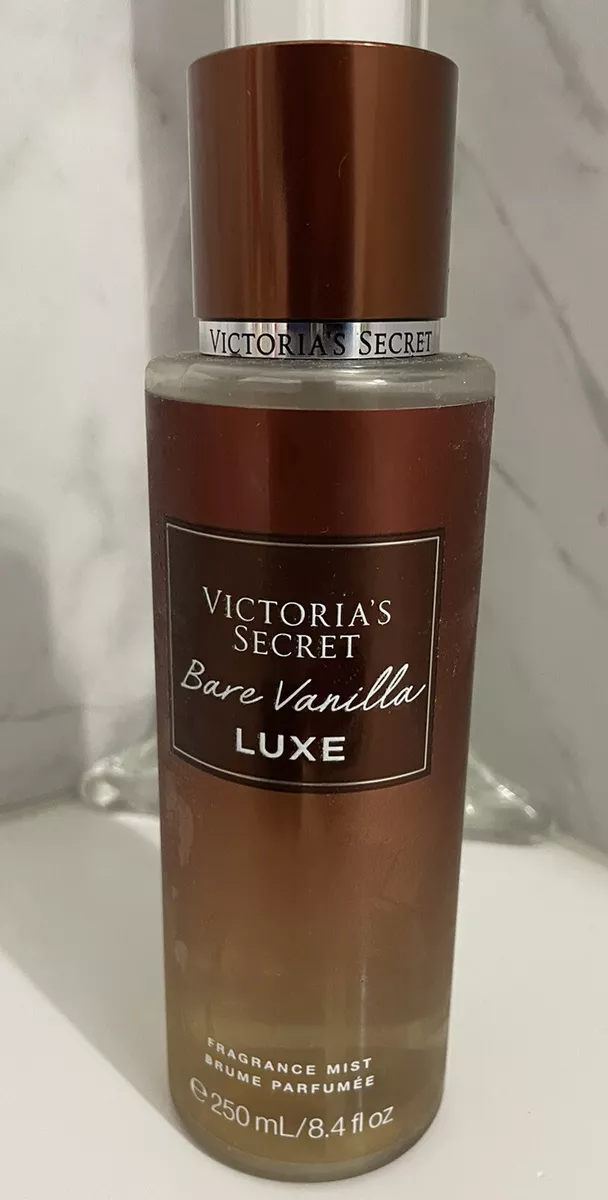 VICTORIA'S SECRET
VICTORIA'S
SECRET
Bare Vanilla
LUXE
FRAGRANCE MIST
BRUME PARFUMÉE
℮250 mL/8.4 fl oz